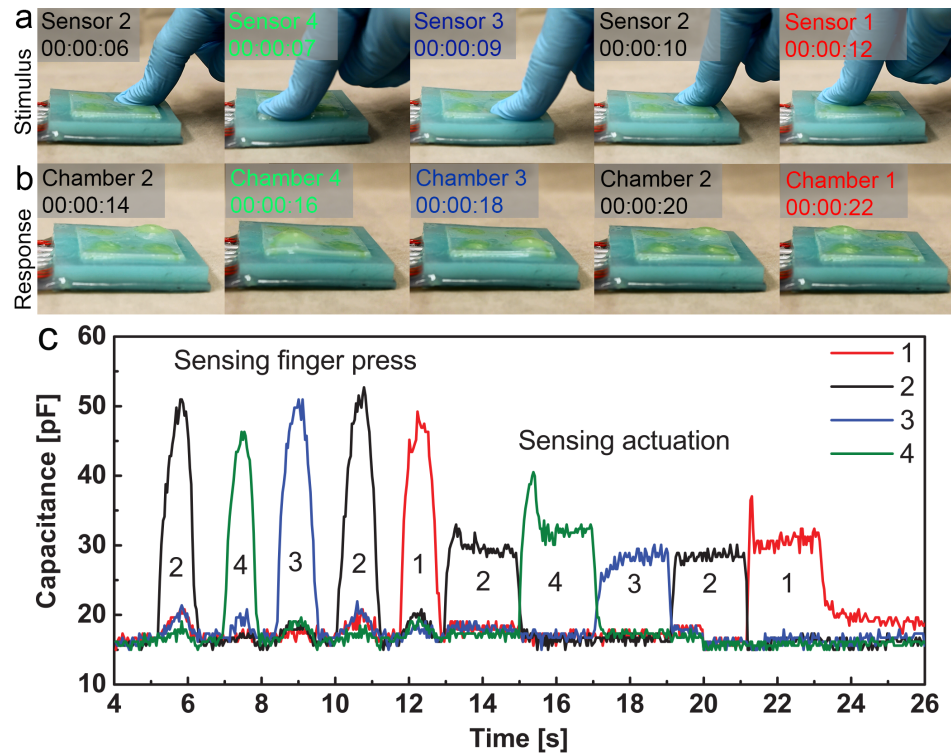 a
Stimulus
Sensor 2
00:00:06
Sensor 4
00:00:07
Sensor 3
00:00:09
Sensor 2
00:00:10
Sensor 1
00:00:12
b
Response
Chamber 2
00:00:14
Chamber 4
00:00:16
Chamber 3
00:00:18
Chamber 2
00:00:20
Chamber 1
00:00:22
c
Sensing finger press
Sensing actuation
1
2
3
4
Capacitance [pF]
60
50
40
30
20
10
2 4 3 2 1 2 4 3 2 1
4 6 8 10 12 14 16 18 20 22 24 26
Time [s]